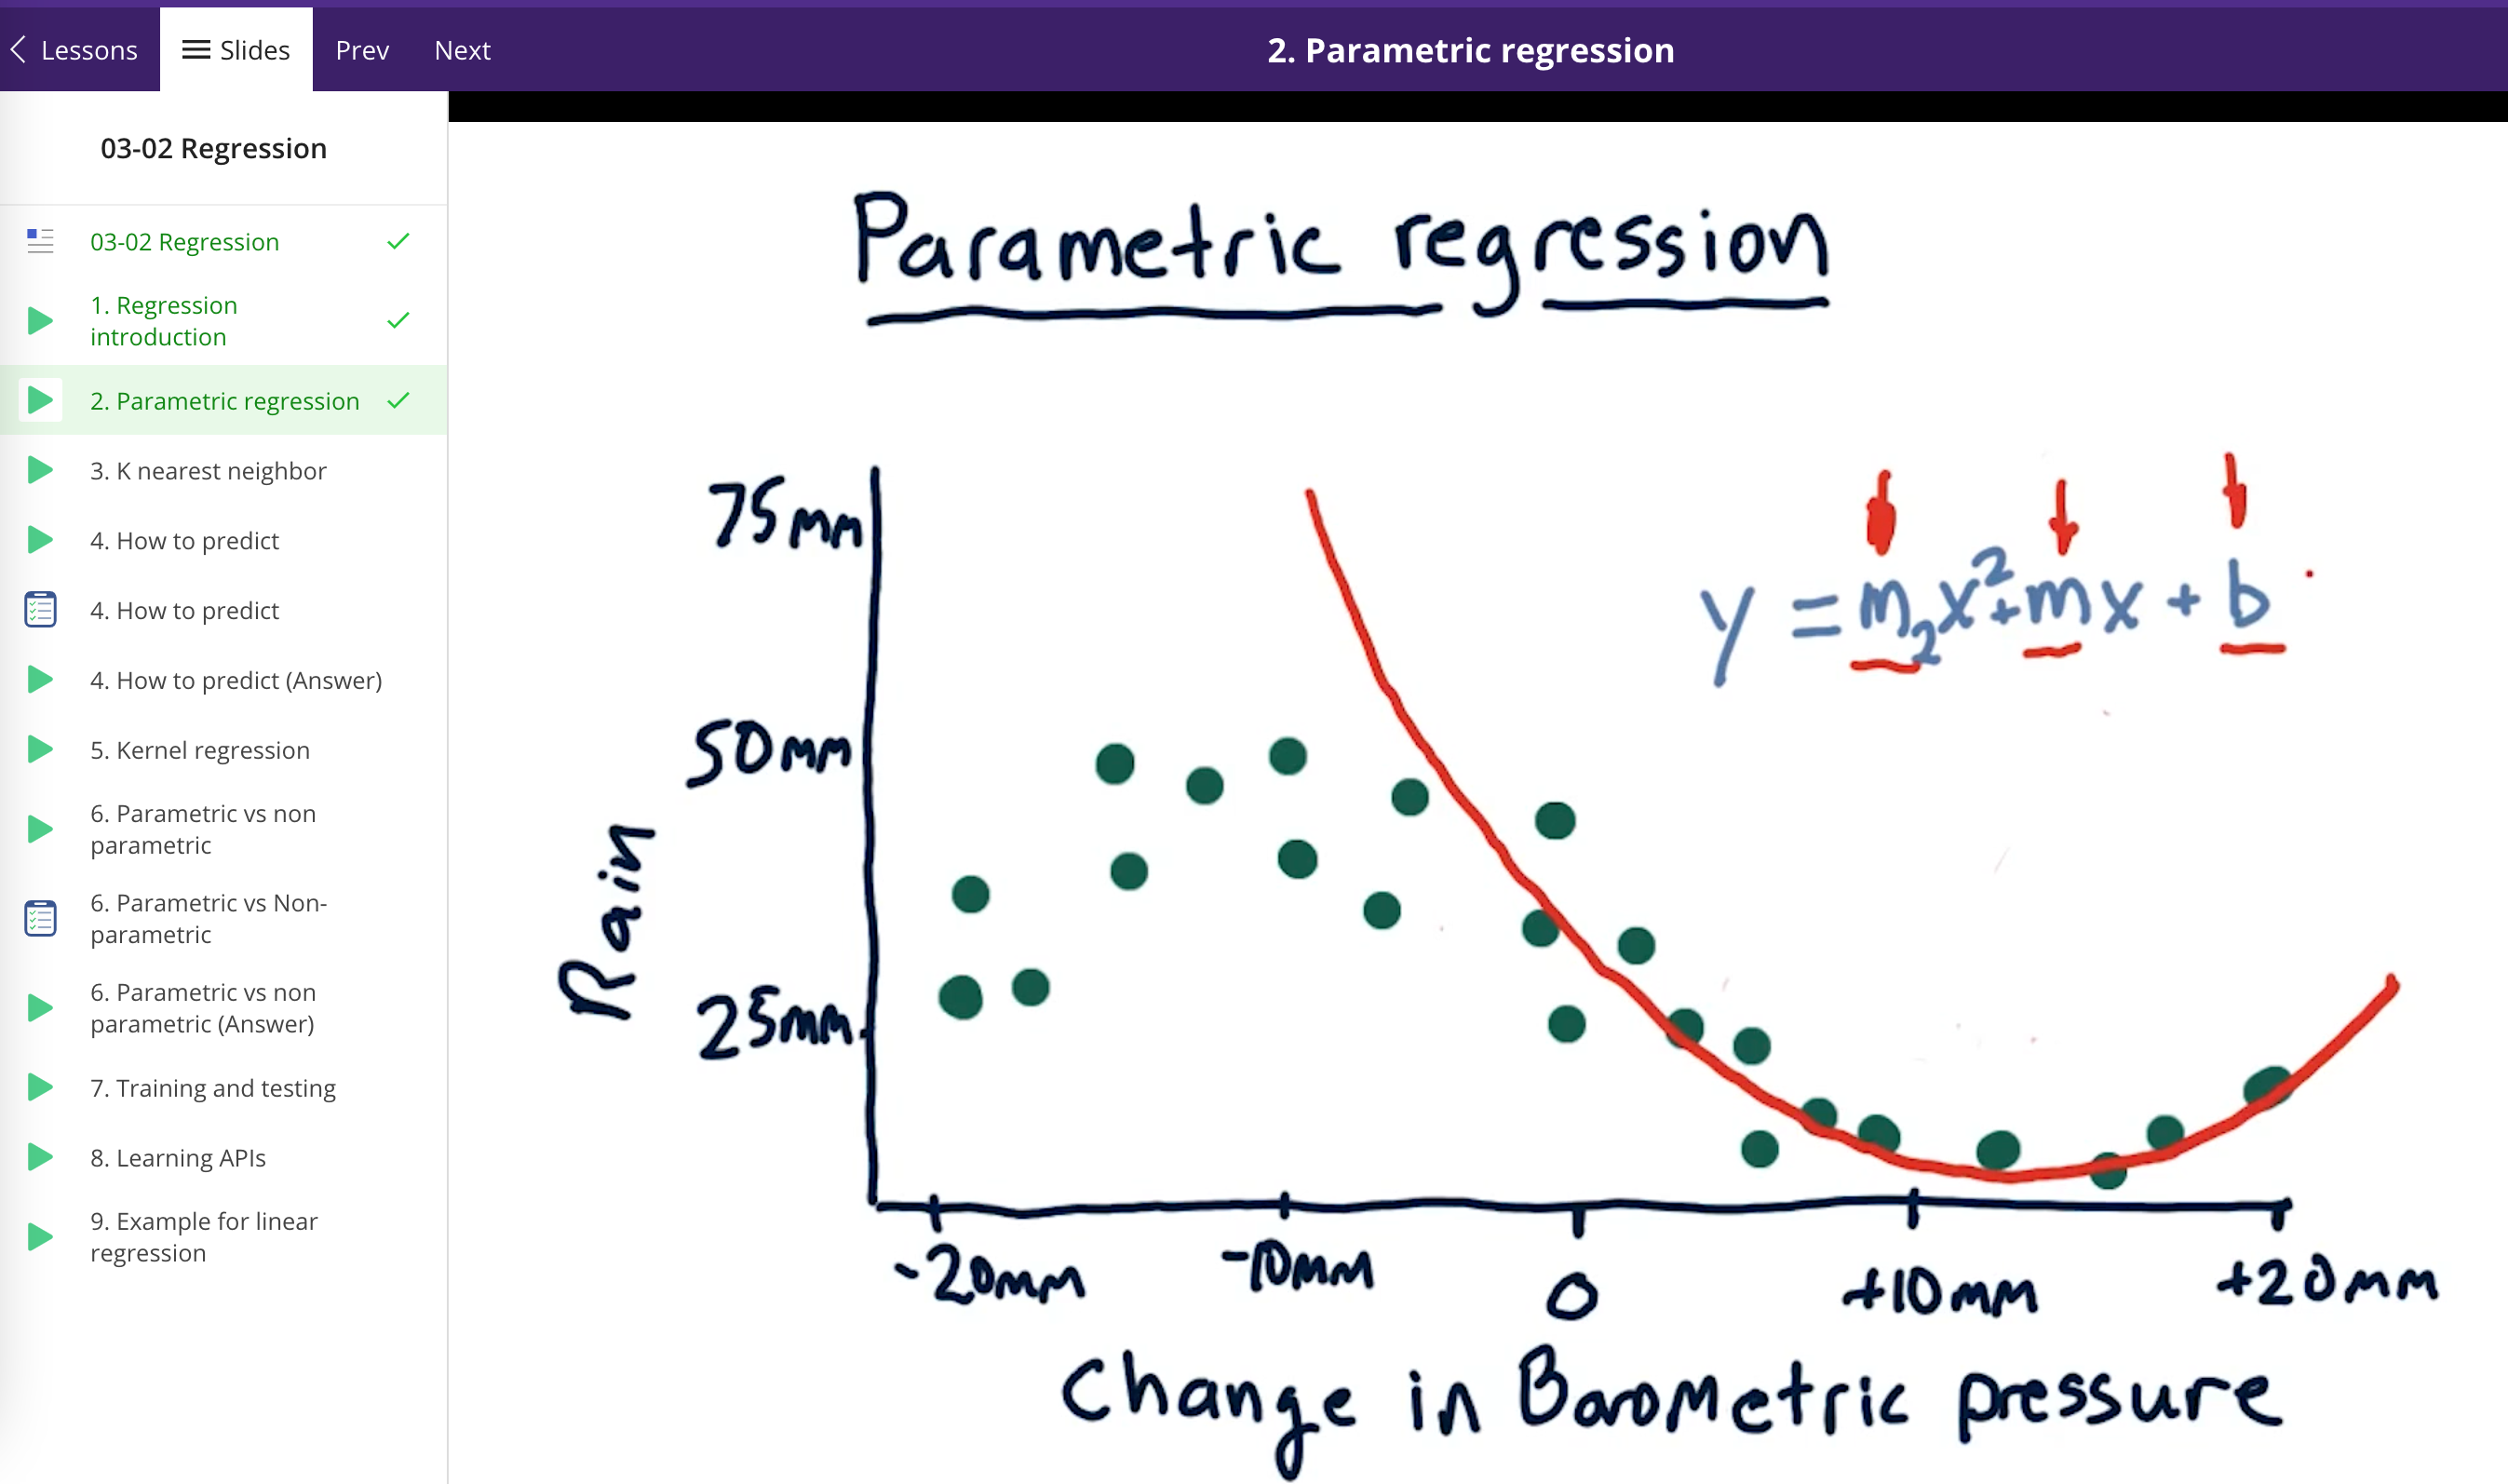 Lessons
Slides
Prev
Next
2. Parametric regression
03-02 Regression
03-02 Regression
1. Regression
introduction
2. Parametric regression
3. K nearest neighbor
4. How to predict
4. How to predict
4. How to predict (Answer)
5. Kernel regression
6. Parametric vs non
parametric
6. Parametric vs Non-
parametric
6. Parametric vs non
parametric (Answer)
7. Training and testing
8. Learning APIs
9. Example for linear
regression
Parametric regression
y = m₂x² + mx + b
75mm
50mm
25mm
Rain
-20mm
-10mm
0
+10mm
+20mm
Change in Barometric pressure